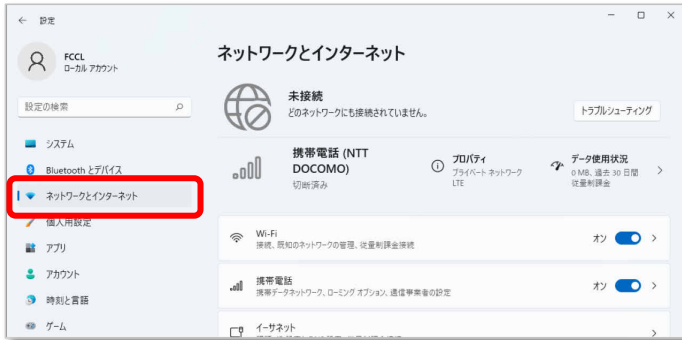 ← 設定
FCCL
ローカル アカウント
設定の検索
システム
Bluetooth とデバイス
ネットワークとインターネット
個人用設定
アプリ
アカウント
時刻と言語
ゲーム
ネットワークとインターネット
未接続
どのネットワークにも接続されていません。
トラブルシューティング
携帯電話 (NTT
DOCOMO)
切断済み
プロパティ
プライベート ネットワーク
LTE
データ使用状況
0 MB、過去 30 日間
従量制課金
Wi-Fi
接続、既知のネットワークの管理、従量制課金接続
オン
携帯電話
携帯データネットワーク、ローミング オプション、通信事業者の設定
オン
イーサネット